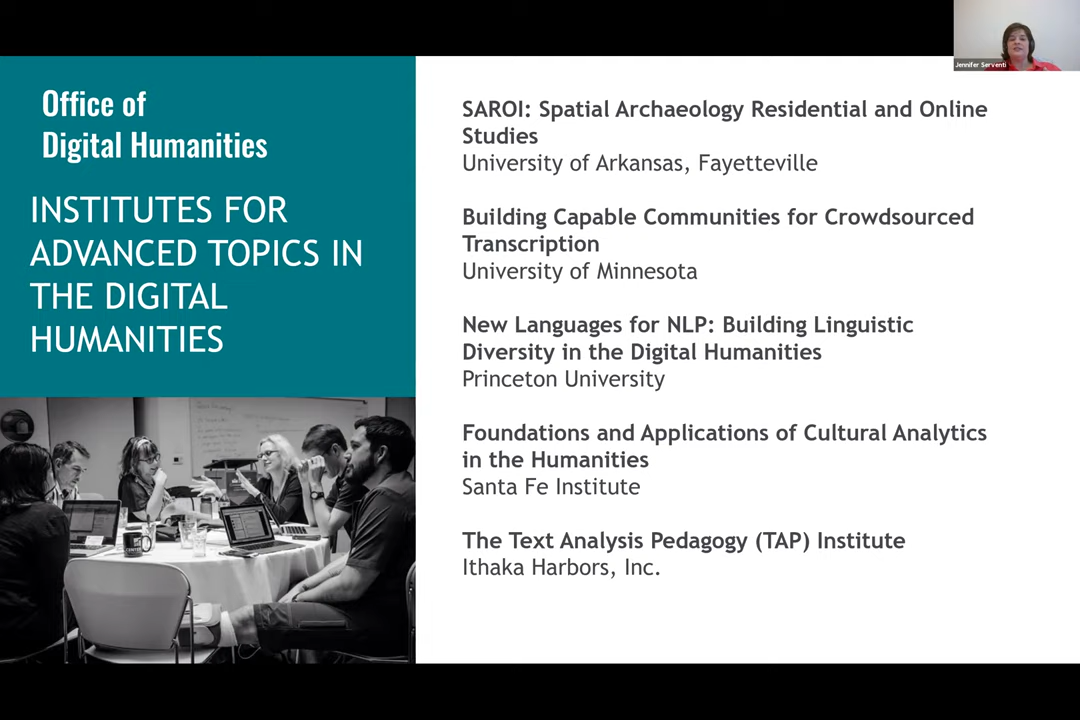 Jennifer Serventi
Office of
Digital Humanities
INSTITUTES FOR
ADVANCED TOPICS IN
THE DIGITAL
HUMANITIES
SAROI: Spatial Archaeology Residential and Online
Studies
University of Arkansas, Fayetteville
Building Capable Communities for Crowdsourced
Transcription
University of Minnesota
New Languages for NLP: Building Linguistic
Diversity in the Digital Humanities
Princeton University
Foundations and Applications of Cultural Analytics
in the Humanities
Santa Fe Institute
The Text Analysis Pedagogy (TAP) Institute
Ithaka Harbors, Inc.